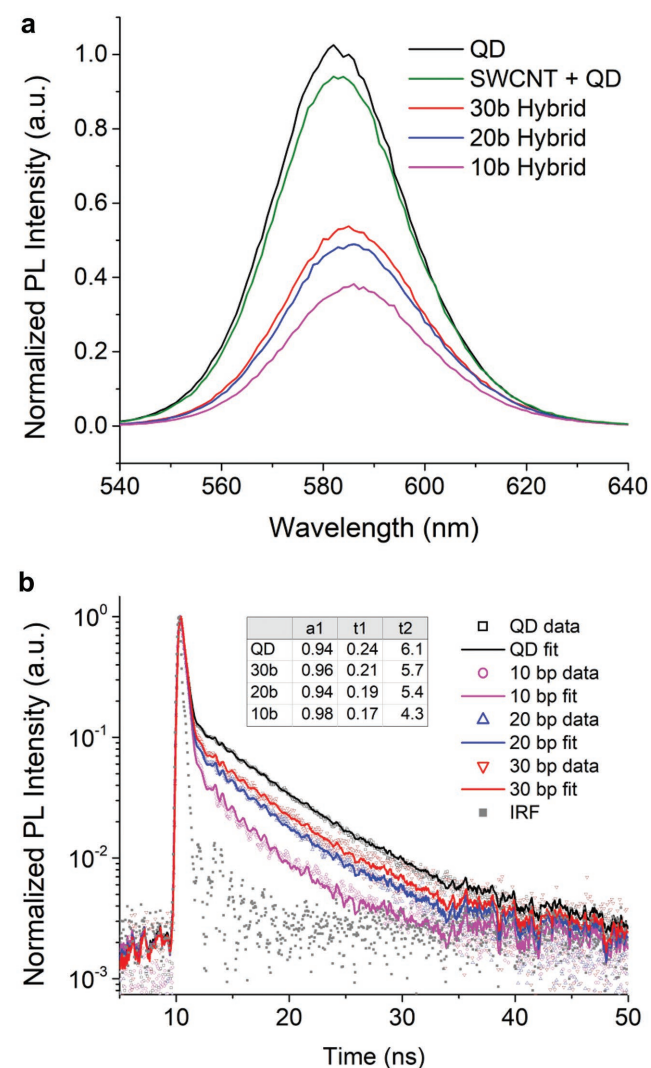 a
QD
SWCNT + QD
30b Hybrid
20b Hybrid
10b Hybrid
1.0
0.8
0.6
0.4
0.2
0.0
Normalized PL Intensity (a.u.)
540 560 580 600 620 640
Wavelength (nm)
b
a1 t1 t2
QD 0.94 0.24 6.1
30b 0.96 0.21 5.7
20b 0.94 0.19 5.4
10b 0.98 0.17 4.3
QD data
QD fit
10 bp data
10 bp fit
20 bp data
20 bp fit
30 bp data
30 bp fit
IRF
10⁰
10⁻¹
10⁻²
10⁻³
Normalized PL Intensity (a.u.)
10 20 30 40 50
Time (ns)